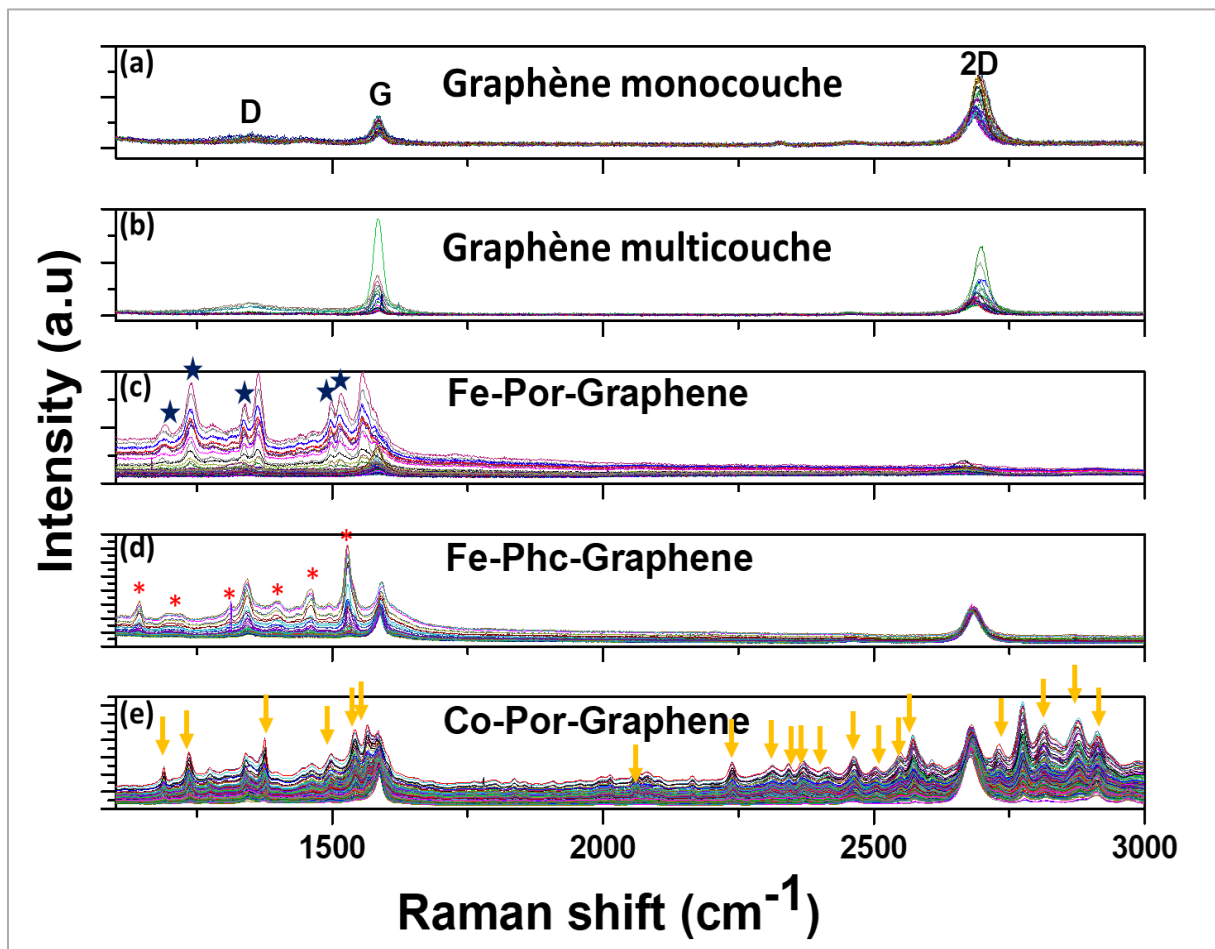 (a)
Graphène monocouche
D
G
2D
(b)
Graphène multicouche
(c)
Fe-Por-Graphene
(d)
Fe-Phc-Graphene
* * * * * *
(e)
Co-Por-Graphene
Intensity (a.u)
1500 2000 2500 3000
Raman shift (cm-1)